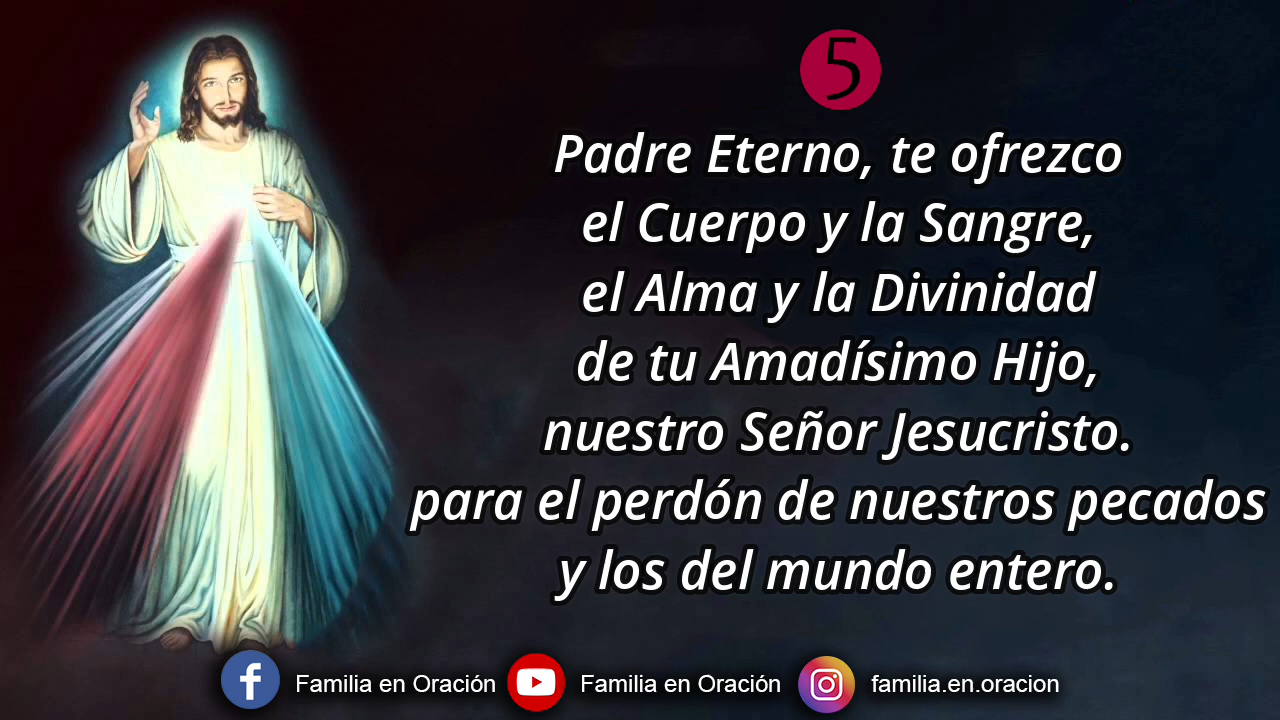 5
Padre Eterno, te ofrezco
el Cuerpo y la Sangre,
el Alma y la Divinidad
de tu Amadísimo Hijo,
nuestro Señor Jesucristo.
para el perdón de nuestros pecados
y los del mundo entero.
Familia en Oración Familia en Oración familia.en.oracion